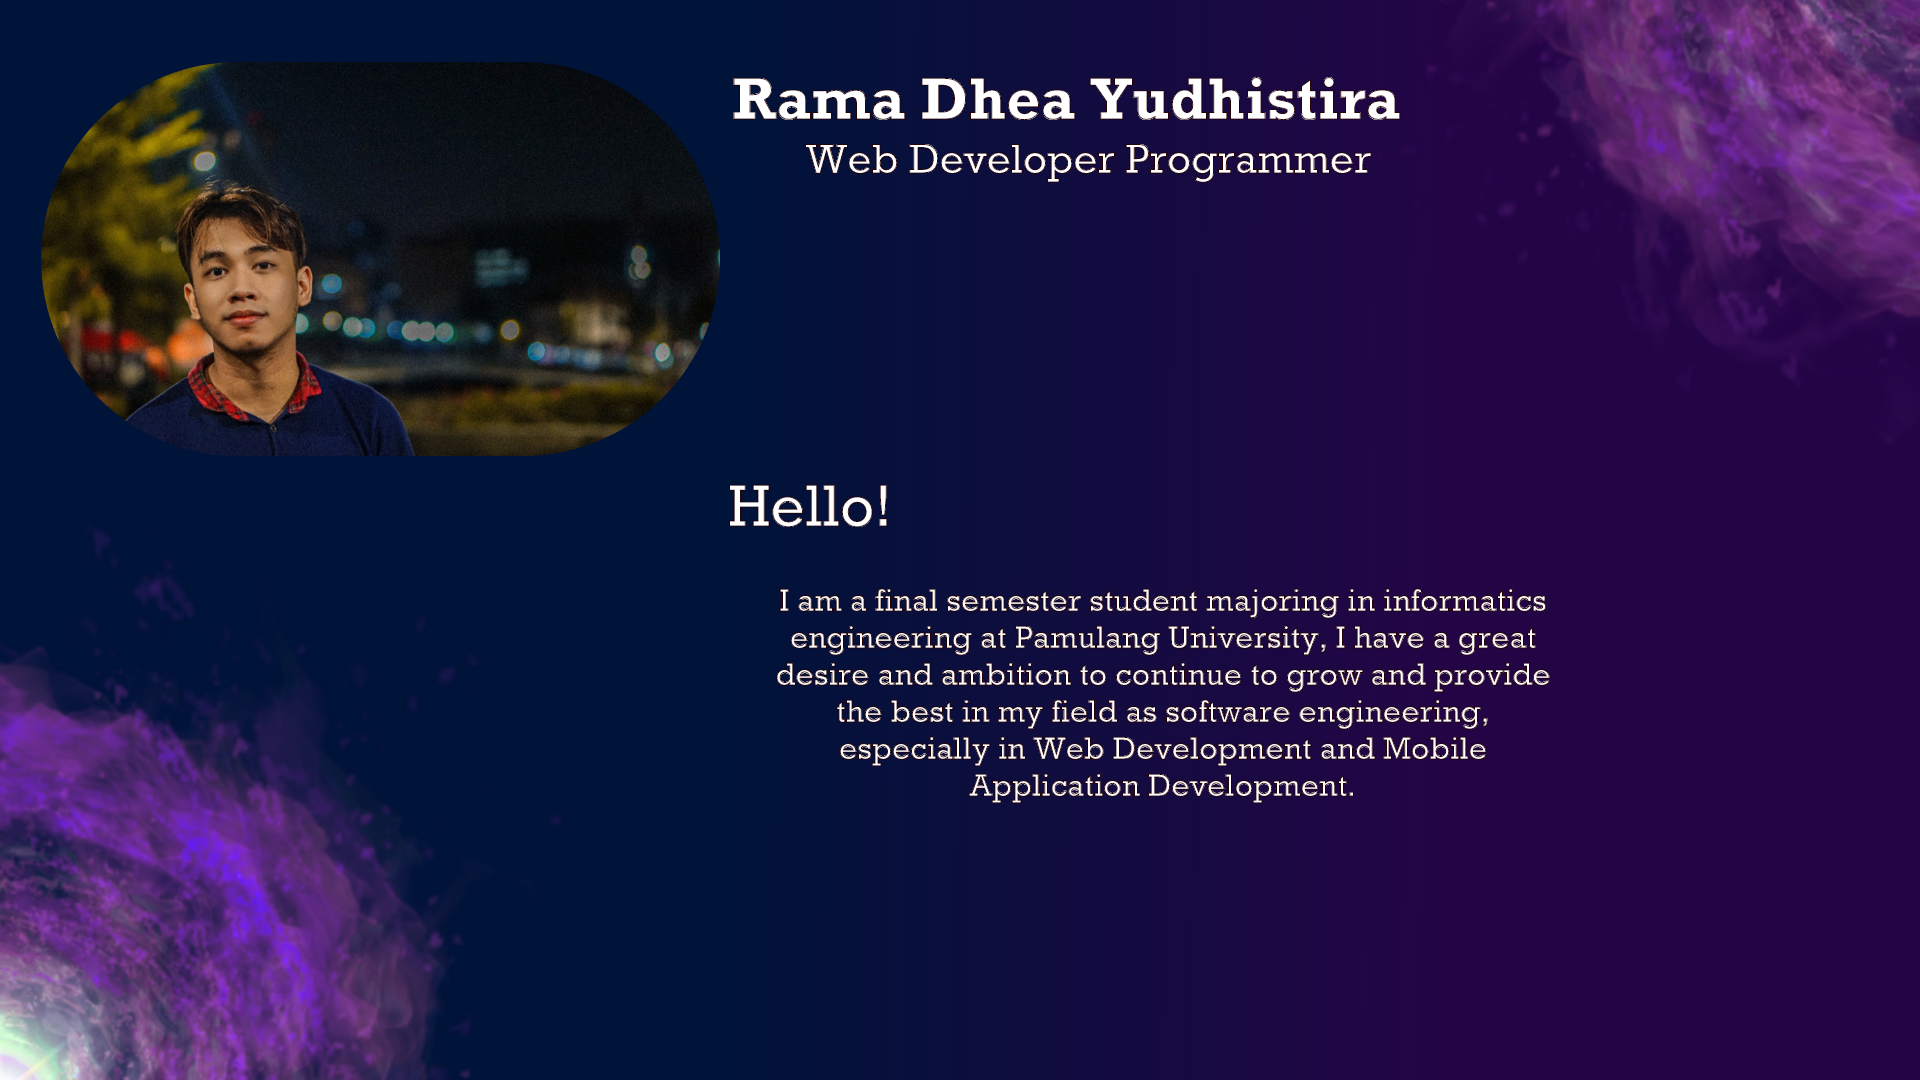 Rama Dhea Yudhistira
Web Developer Programmer
Hello!
I am a final semester student majoring in informatics
engineering at Pamulang University, I have a great
desire and ambition to continue to grow and provide
the best in my field as software engineering,
especially in Web Development and Mobile
Application Development.